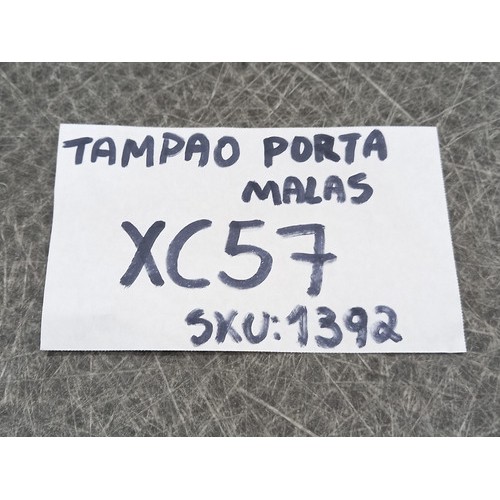 TAMPAO PORTA
MALAS
XC57
SKU:1392